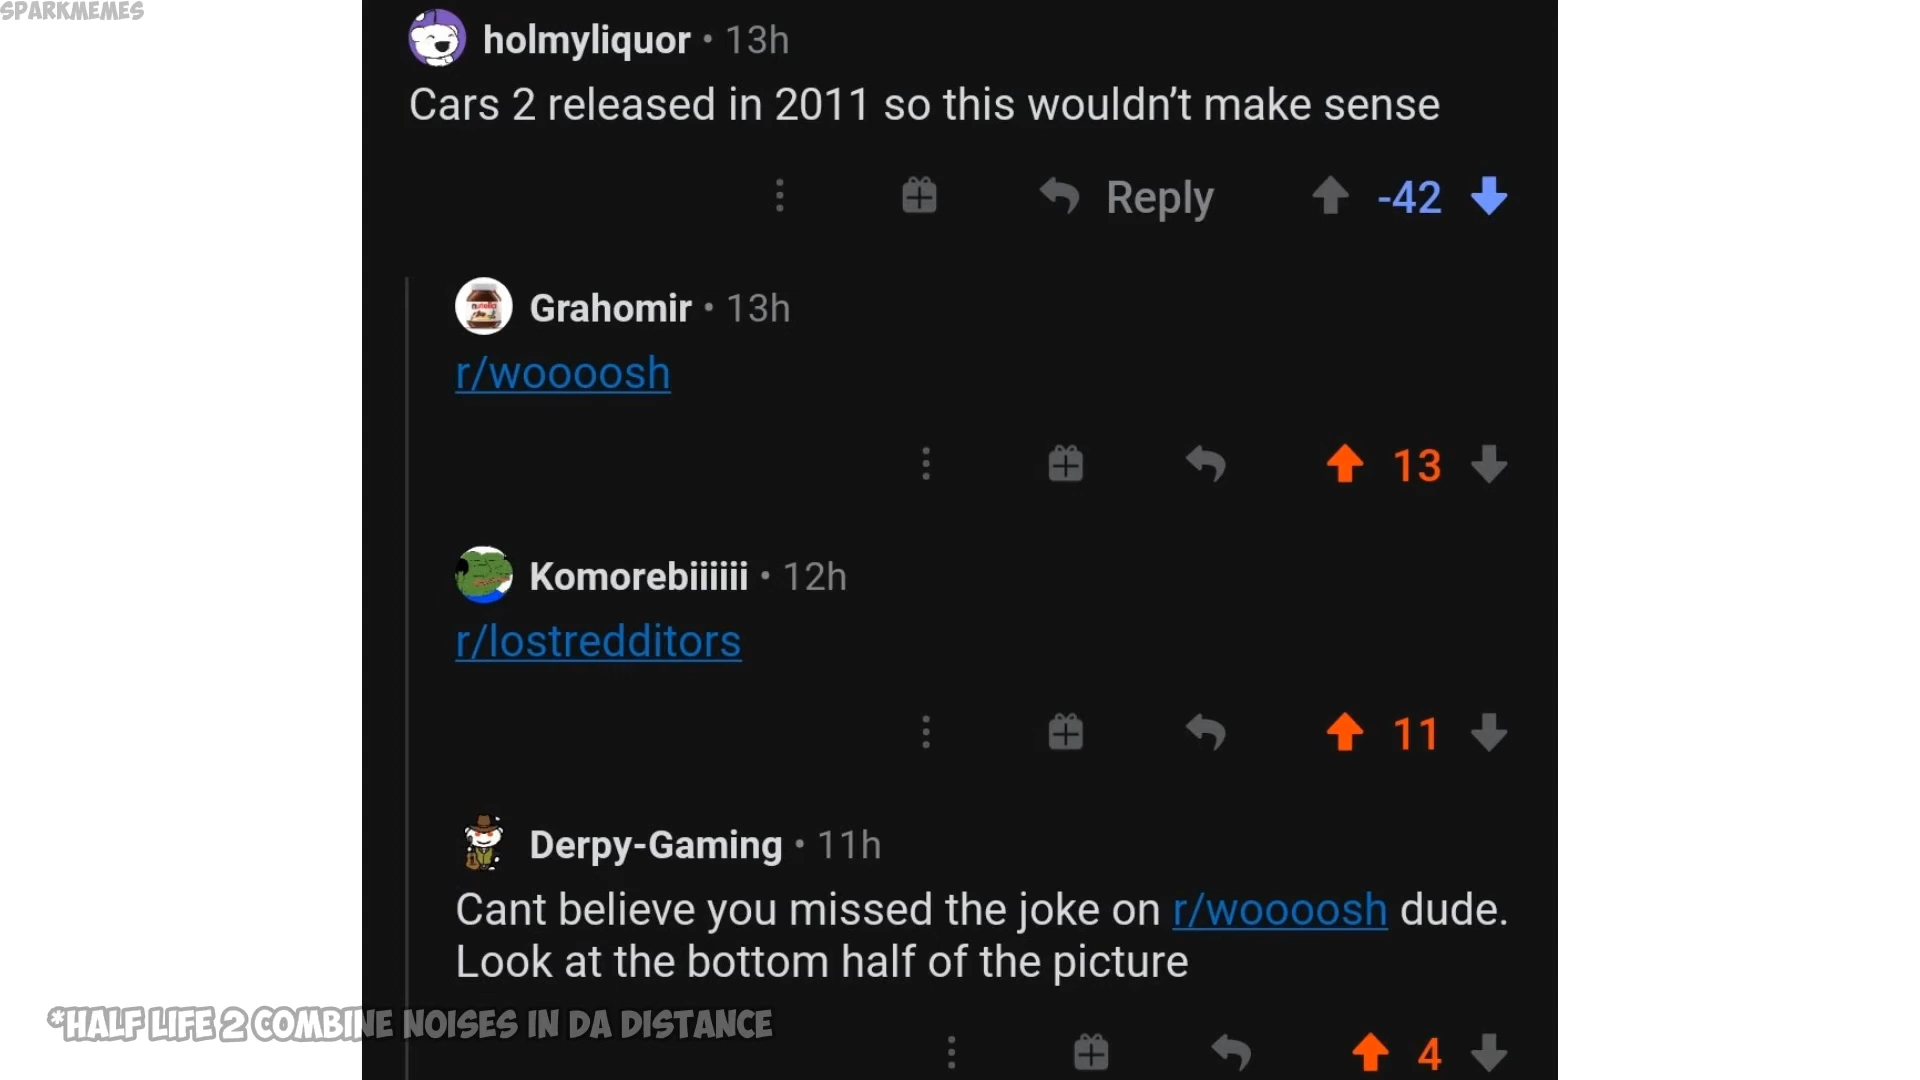 SPARKMEMES
holmyliquor • 13h
Cars 2 released in 2011 so this wouldn't make sense
Reply -42
Grahomir • 13h
r/woooosh
13
Komorebiiiiii • 12h
r/lostredditors
11
Derpy-Gaming • 11h
Cant believe you missed the joke on r/woooosh dude.
Look at the bottom half of the picture
*HALF LIFE 2 COMBINE NOISES IN DA DISTANCE
4